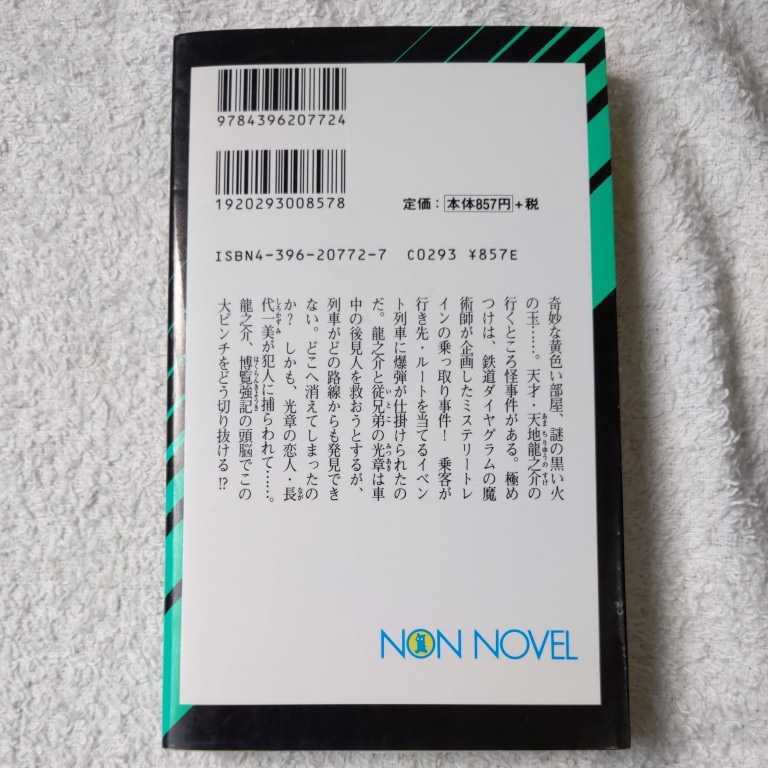 9784396207724
1920293008578
定価：本体857円+税
ISBN4-396-20772-7 C0293 ¥857E
奇妙な黄色い部屋、謎の黒い火
の玉……。天才・天地龍之介の
行くところ怪事件がある。極め
つけは、鉄道ダイヤグラムの魔
術師が企画したミステリートレ
インの乗っ取り事件！　乗客が
行き先・ルートを当てるイベン
ト列車に爆弾が仕掛けられたの
だ。龍之介と従兄弟の光章は車
中の後見人を救おうとするが、
列車がどの路線からも発見でき
ない。どこへ消えてしまったの
か？　しかも、光章の恋人・長
代一美が犯人に捕らわれて……。
龍之介、博覧強記の頭脳でこの
大ピンチをどう切り抜ける!?
NON NOVEL